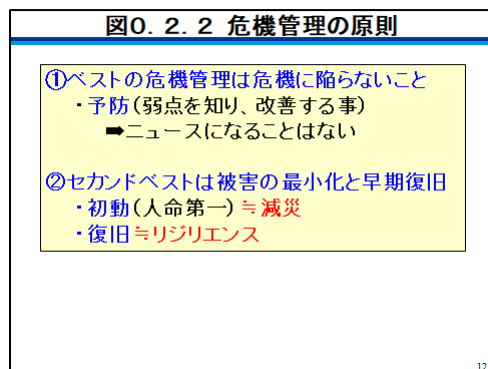 図0.2.2 危機管理の原則
①ベストの危機管理は危機に陥らないこと
・予防(弱点を知り、改善する事)
➡ニュースになることはない
②セカンドベストは被害の最小化と早期復旧
・初動(人命第一)≒減災
・復旧≒リジリエンス
12